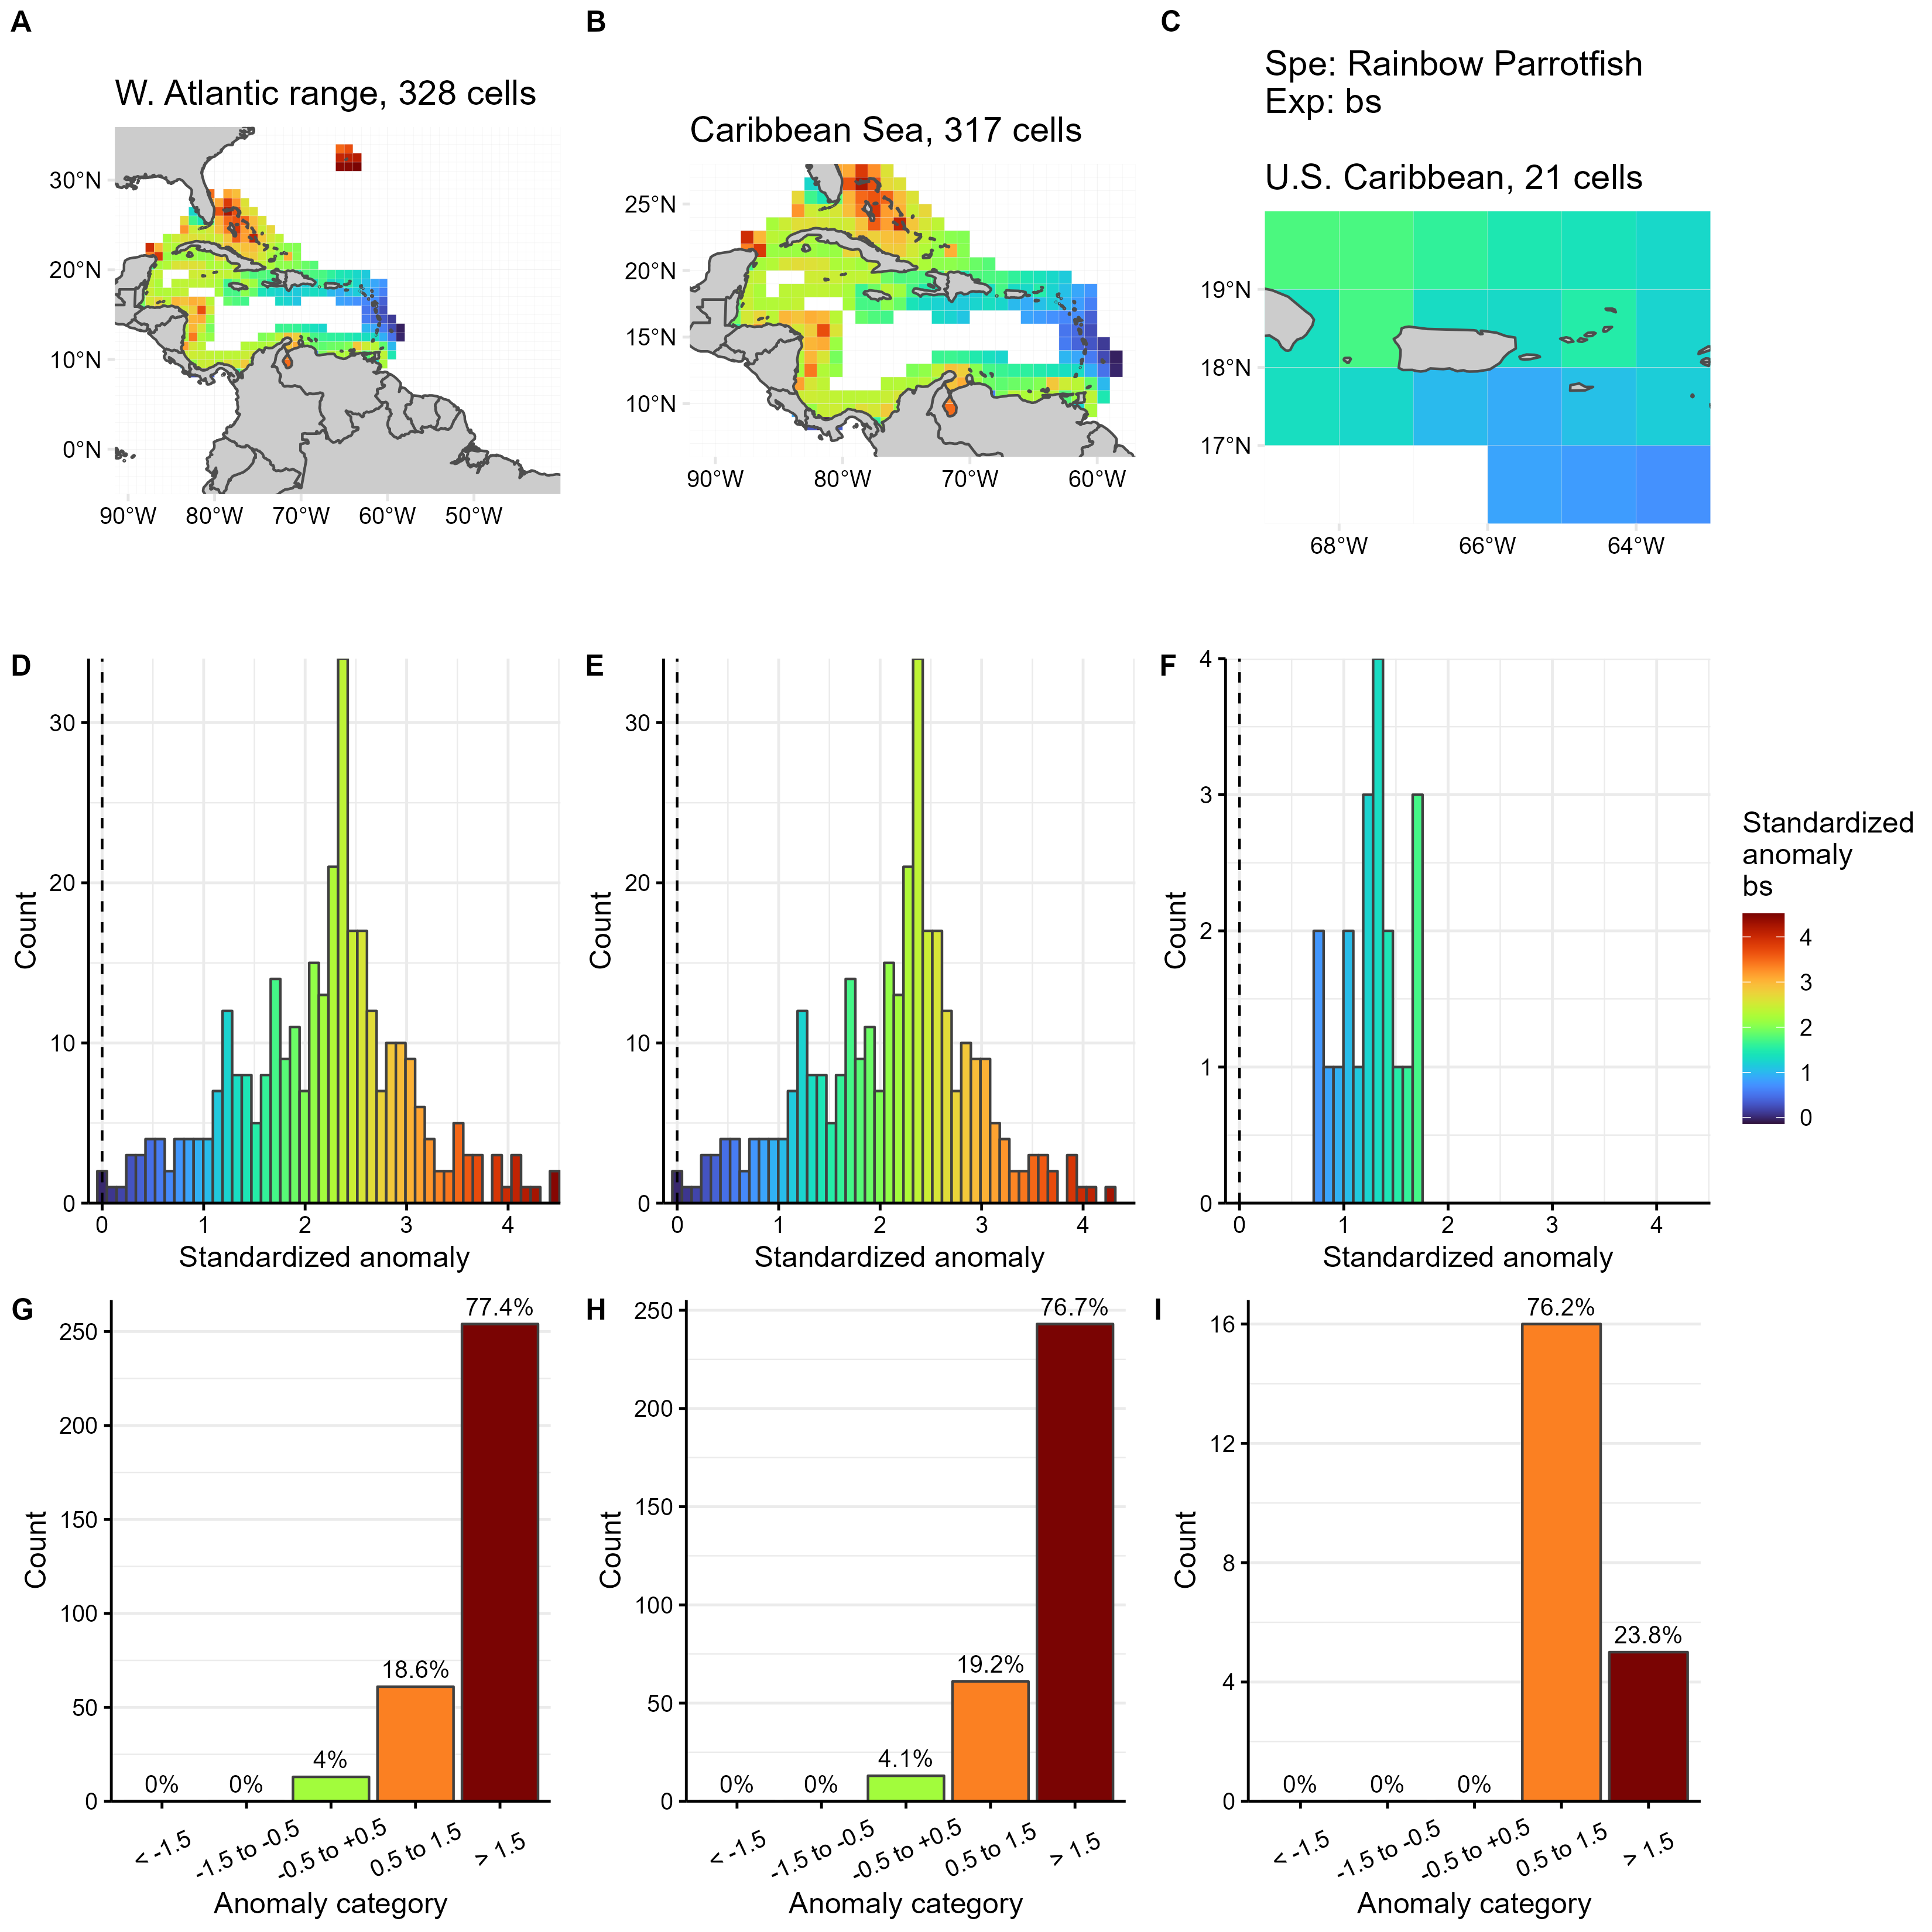 A
B
C
W. Atlantic range, 328 cells
Caribbean Sea, 317 cells
Spe: Rainbow Parrotfish
Exp: bs
U.S. Caribbean, 21 cells
30°N
20°N
10°N
0°N
90°W 80°W 70°W 60°W 50°W
25°N
20°N
15°N
10°N
90°W 80°W 70°W 60°W
19°N
18°N
17°N
68°W 66°W 64°W
D
30
20
10
0
Count
0 1 2 3 4
Standardized anomaly
E
30
20
10
0
Count
0 1 2 3 4
Standardized anomaly
F
4
3
2
1
0
Count
0 1 2 3 4
Standardized anomaly
Standardized
anomaly
bs
4
3
2
1
0
G
250
200
150
100
50
0
Count
0% 0% 4% 18.6% 77.4%
< -1.5 -1.5 to -0.5 -0.5 to +0.5 0.5 to 1.5 > 1.5
Anomaly category
H
250
200
150
100
50
0
Count
0% 0% 4.1% 19.2% 76.7%
< -1.5 -1.5 to -0.5 -0.5 to +0.5 0.5 to 1.5 > 1.5
Anomaly category
I
16
12
8
4
0
Count
0% 0% 0% 76.2% 23.8%
< -1.5 -1.5 to -0.5 -0.5 to +0.5 0.5 to 1.5 > 1.5
Anomaly category